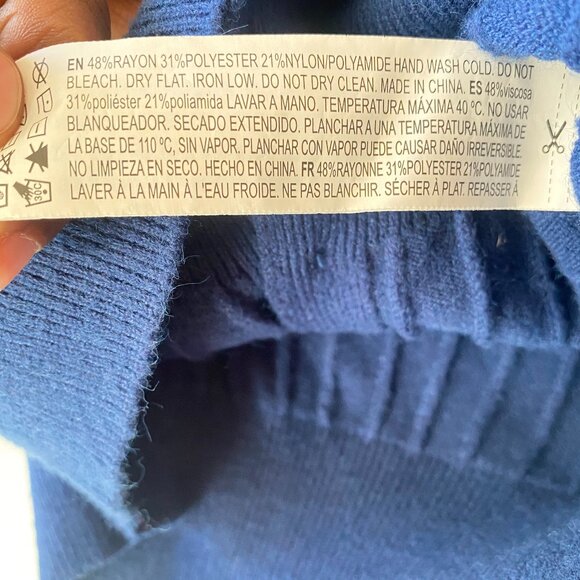 EN 48%RAYON 31%POLYESTER 21%NYLON/POLYAMIDE HAND WASH COLD. DO NOT
BLEACH. DRY FLAT. IRON LOW. DO NOT DRY CLEAN. MADE IN CHINA. ES 48%viscosa
31%poliéster 21%poliamida LAVAR A MANO. TEMPERATURA MÁXIMA 40 ºC. NO USAR
BLANQUEADOR. SECADO EXTENDIDO. PLANCHAR A UNA TEMPERATURA MÁXIMA DE
LA BASE DE 110 ºC, SIN VAPOR. PLANCHAR CON VAPOR PUEDE CAUSAR DAÑO IRREVERSIBLE.
NO LIMPIEZA EN SECO. HECHO EN CHINA. FR 48%RAYONNE 31%POLYESTER 21%POLYAMIDE
LAVER À LA MAIN À L'EAU FROIDE. NE PAS BLANCHIR. SÉCHER À PLAT. REPASSER À
30C